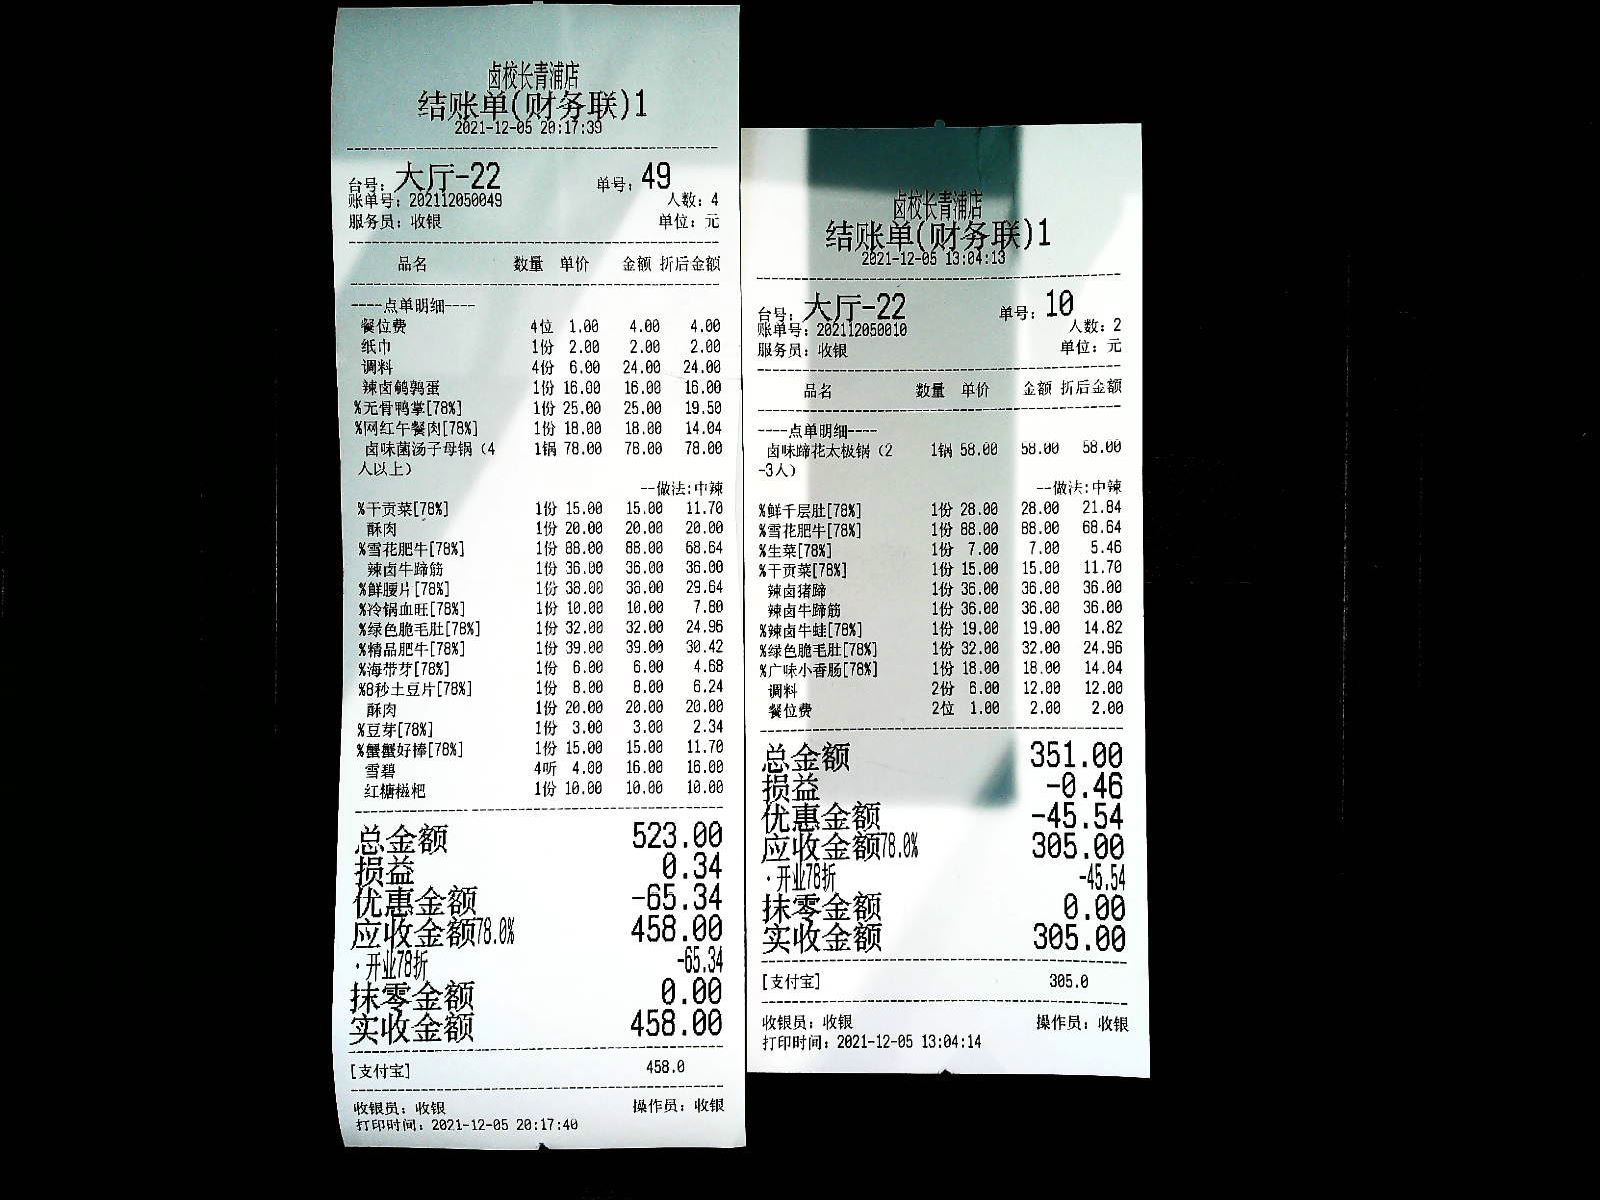 卤校长青浦店
结账单(财务联)1
2021-12-05 20:17:39
台号: 大厅-22 单号: 49
账单号: 202112050049 人数: 4
服务员: 收银 单位: 元
品名 数量 单价 金额 折后金额
----点单明细----
餐位费 4位 1.00 4.00 4.00
纸巾 1份 2.00 2.00 2.00
调料 4份 6.00 24.00 24.00
辣卤鹌鹑蛋 1份 16.00 16.00 16.00
%无骨鸭掌[78%] 1份 25.00 25.00 19.50
%网红午餐肉[78%] 1份 18.00 18.00 14.04
卤味菌汤子母锅（4 1锅 78.00 78.00 78.00
人以上）
--做法:中辣
%干贡菜[78%] 1份 15.00 15.00 11.70
酥肉 1份 20.00 20.00 20.00
%雪花肥牛[78%] 1份 88.00 88.00 68.64
辣卤牛蹄筋 1份 36.00 36.00 36.00
%鲜腰片[78%] 1份 38.00 38.00 29.64
%冷锅血旺[78%] 1份 10.00 10.00 7.80
%绿色脆毛肚[78%] 1份 32.00 32.00 24.96
%精品肥牛[78%] 1份 39.00 39.00 30.42
%海带芽[78%] 1份 6.00 6.00 4.68
%8秒土豆片[78%] 1份 8.00 8.00 6.24
酥肉 1份 20.00 20.00 20.00
%豆芽[78%] 1份 3.00 3.00 2.34
%蟹蟹好棒[78%] 1份 15.00 15.00 11.70
雪碧 4听 4.00 16.00 16.00
红糖糍粑 1份 10.00 10.00 10.00
总金额 523.00
损益 0.34
优惠金额 -65.34
应收金额78.0% 458.00
·开业78折 -65.34
抹零金额 0.00
实收金额 458.00
[支付宝] 458.0
收银员: 收银 操作员: 收银
打印时间: 2021-12-05 20:17:40
卤校长青浦店
结账单(财务联)1
2021-12-05 13:04:13
台号: 大厅-22 单号: 10
账单号: 202112050010 人数: 2
服务员: 收银 单位: 元
品名 数量 单价 金额 折后金额
----点单明细----
卤味蹄花太极锅（2 1锅 58.00 58.00 58.00
-3人）
--做法:中辣
%鲜千层肚[78%] 1份 28.00 28.00 21.84
%雪花肥牛[78%] 1份 88.00 88.00 68.64
%生菜[78%] 1份 7.00 7.00 5.46
%干贡菜[78%] 1份 15.00 15.00 11.70
辣卤猪蹄 1份 36.00 36.00 36.00
辣卤牛蹄筋 1份 36.00 36.00 36.00
%辣卤牛蛙[78%] 1份 19.00 19.00 14.82
%绿色脆毛肚[78%] 1份 32.00 32.00 24.96
%广味小香肠[78%] 1份 18.00 18.00 14.04
调料 2份 6.00 12.00 12.00
餐位费 2位 1.00 2.00 2.00
总金额 351.00
损益 -0.46
优惠金额 -45.54
应收金额78.0% 305.00
·开业78折 -45.54
抹零金额 0.00
实收金额 305.00
[支付宝] 305.0
收银员: 收银 操作员: 收银
打印时间: 2021-12-05 13:04:14